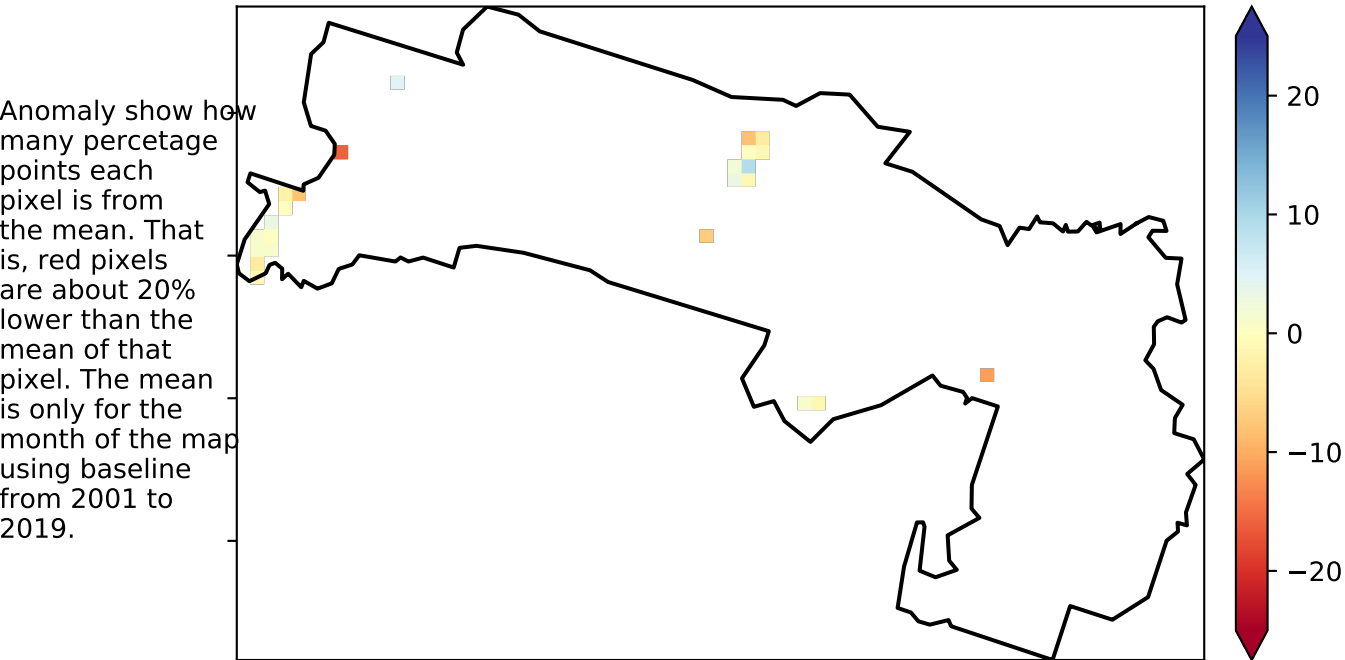 Anomaly show how
many percetage
points each
pixel is from
the mean. That
is, red pixels
are about 20%
lower than the
mean of that
pixel. The mean
is only for the
month of the map
using baseline
from 2001 to
2019.
20
10
0
−10
−20